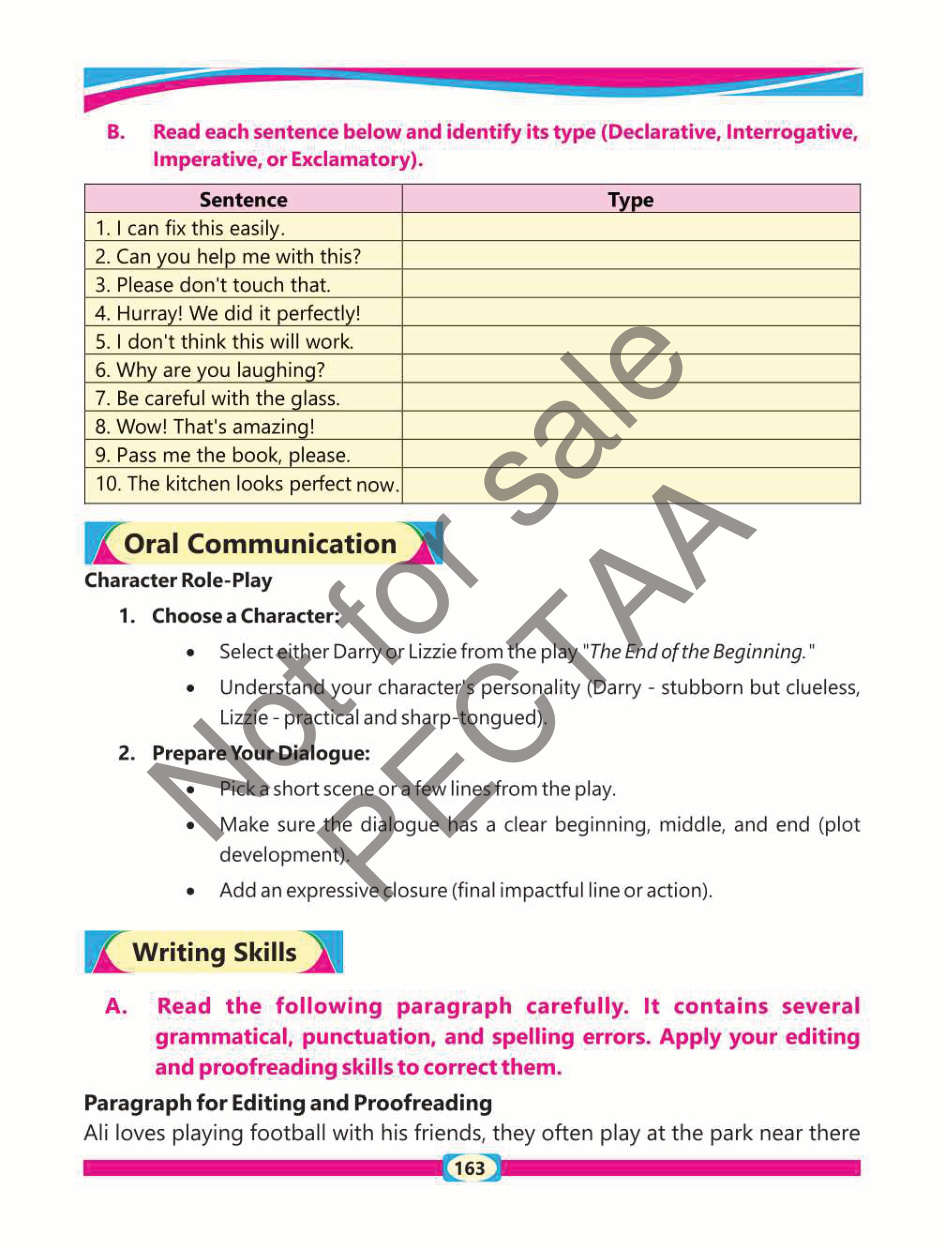 B. Read each sentence below and identify its type (Declarative, Interrogative,
Imperative, or Exclamatory).
Sentence Type
1. I can fix this easily.
2. Can you help me with this?
3. Please don't touch that.
4. Hurray! We did it perfectly!
5. I don't think this will work.
6. Why are you laughing?
7. Be careful with the glass.
8. Wow! That's amazing!
9. Pass me the book, please.
10. The kitchen looks perfect now.
Oral Communication
Character Role-Play
1. Choose a Character:
• Select either Darry or Lizzie from the play "The End of the Beginning."
• Understand your character's personality (Darry - stubborn but clueless,
Lizzie - practical and sharp-tongued).
2. Prepare Your Dialogue:
• Pick a short scene or a few lines from the play.
• Make sure the dialogue has a clear beginning, middle, and end (plot
development).
• Add an expressive closure (final impactful line or action).
Writing Skills
A. Read the following paragraph carefully. It contains several
grammatical, punctuation, and spelling errors. Apply your editing
and proofreading skills to correct them.
Paragraph for Editing and Proofreading
Ali loves playing football with his friends, they often play at the park near there
163
Not for sale
PECTAA